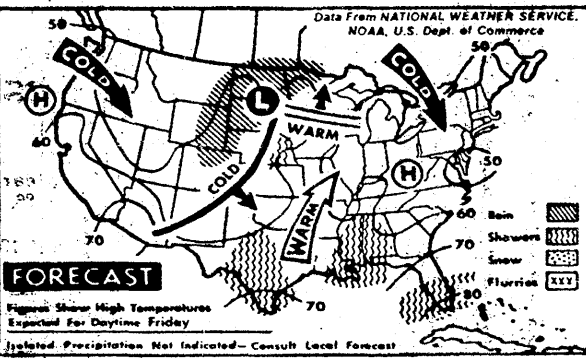 Data From NATIONAL WEATHER SERVICE,
NOAA, U.S. Dept. of Commerce
50
COLD
COLD
50
H
L
WARM
60
COLD
H
50
WARM
70
60
70
Rain
Showers
Snow
Flurries
FORECAST
70
80
Figures Show High Temperatures
Expected For Daytime Friday
Isolated Precipitation Not Indicated—Consult Local Forecast